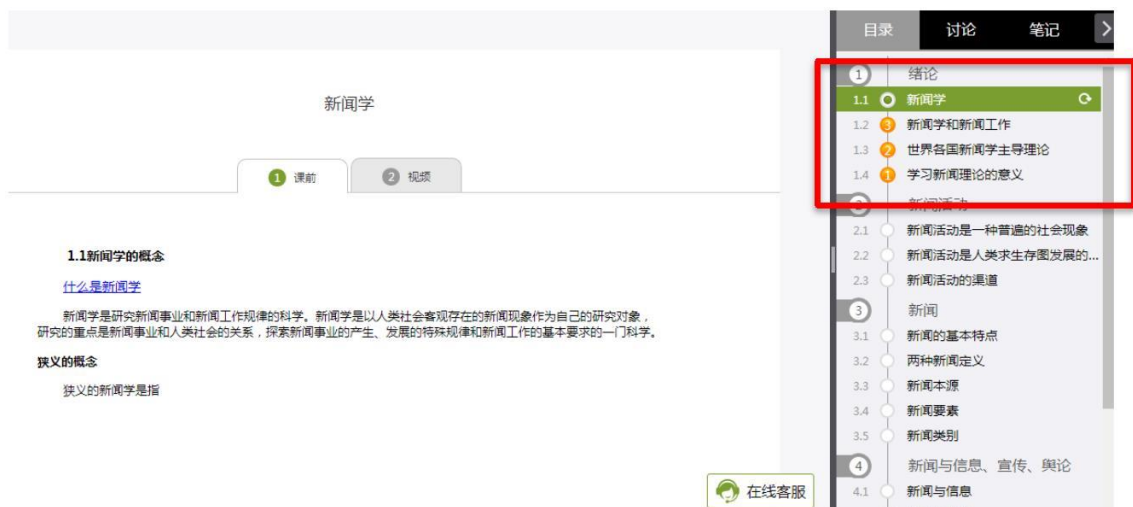 新闻学
1 课前
2 视频
1.1新闻学的概念
什么是新闻学
新闻学是研究新闻事业和新闻工作规律的科学。新闻学是以人类社会客观存在的新闻现象作为自己的研究对象，
研究的重点是新闻事业和人类社会的关系，探索新闻事业的产生、发展的特殊规律和新闻工作的基本要求的一门科学。
狭义的概念
狭义的新闻学是指
在线客服
目录 讨论 笔记
1 绪论
1.1 新闻学
1.2 3 新闻学和新闻工作
1.3 2 世界各国新闻学主导理论
1.4 1 学习新闻理论的意义
2 新闻活动
2.1 新闻活动是一种普遍的社会现象
2.2 新闻活动是人类求生存图发展的...
2.3 新闻活动的渠道
3 新闻
3.1 新闻的基本特点
3.2 两种新闻定义
3.3 新闻本源
3.4 新闻要素
3.5 新闻类别
4 新闻与信息、宣传、舆论
4.1 新闻与信息